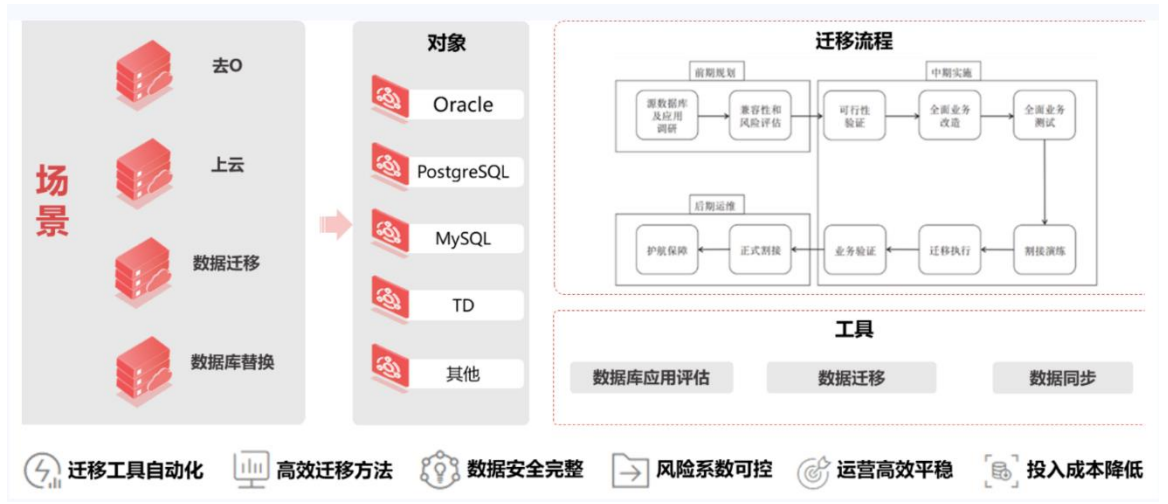 场
景
去O
上云
数据迁移
数据库替换
对象
Oracle
PostgreSQL
MySQL
TD
其他
迁移流程
前期规划
源数据库
及应用
调研
兼容性和
风险评估
中期实施
可行性
验证
全面业务
改造
全面业务
测试
割接演练
迁移执行
业务验证
后期运维
正式割接
护航保障
工具
数据库应用评估
数据迁移
数据同步
迁移工具自动化
高效迁移方法
数据安全完整
风险系数可控
运营高效平稳
投入成本降低